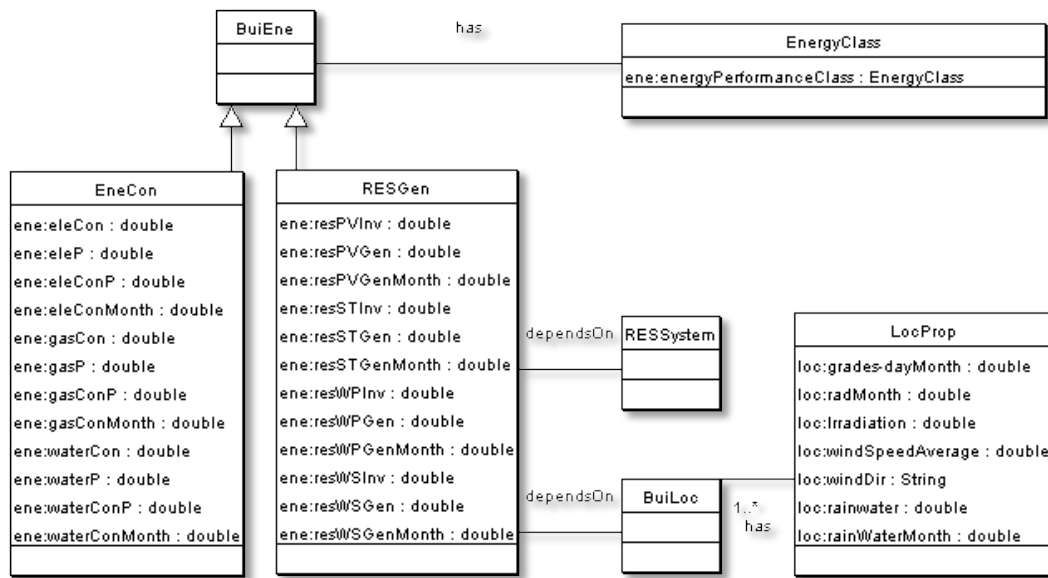 BuiEne
has
EnergyClass
ene:energyPerformanceClass : EnergyClass
EneCon
ene:eleCon : double
ene:eleP : double
ene:eleConP : double
ene:eleConMonth : double
ene:gasCon : double
ene:gasP : double
ene:gasConP : double
ene:gasConMonth : double
ene:waterCon : double
ene:waterP : double
ene:waterConP : double
ene:waterConMonth : double
RESGen
ene:resPVInv : double
ene:resPVGen : double
ene:resPVGenMonth : double
ene:resSTInv : double
ene:resSTGen : double
ene:resSTGenMonth : double
ene:resWPInv : double
ene:resWPGen : double
ene:resWPGenMonth : double
ene:resWSInv : double
ene:resWSGen : double
ene:resWSGenMonth : double
dependsOn
RESSystem
dependsOn
BuiLoc
1..*
has
LocProp
loc:grades-dayMonth : double
loc:radMonth : double
loc:Irradiation : double
loc:windSpeedAverage : double
loc:windDir : String
loc:rainwater : double
loc:rainWaterMonth : double